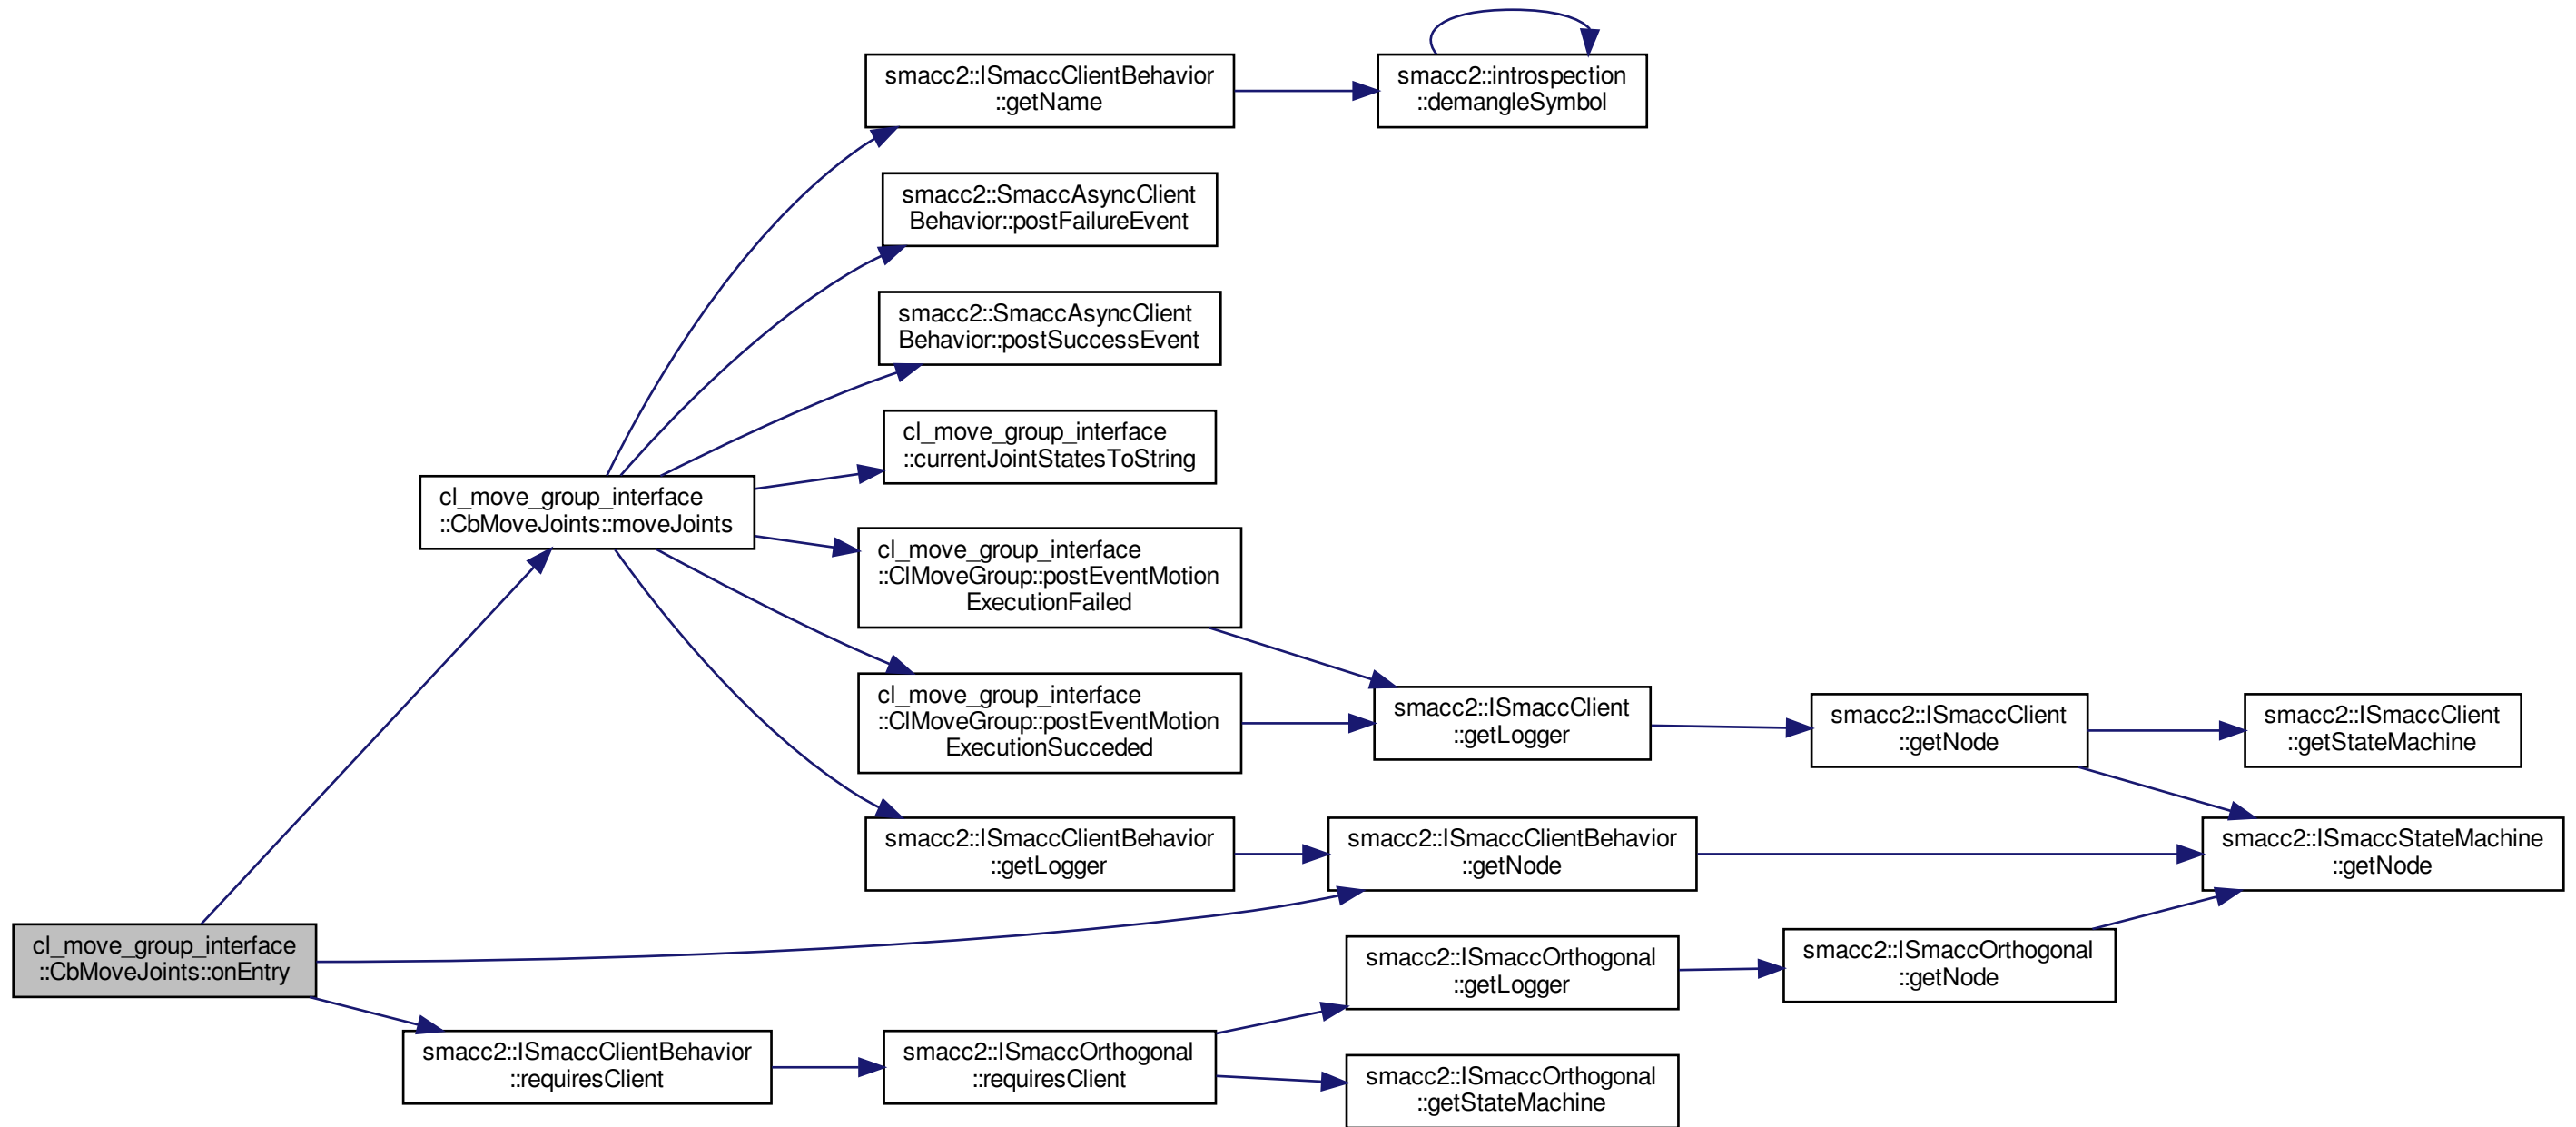 smacc2::ISmaccClientBehavior
::getName
smacc2::introspection
::demangleSymbol
smacc2::SmaccAsyncClient
Behavior::postFailureEvent
smacc2::SmaccAsyncClient
Behavior::postSuccessEvent
cl_move_group_interface
::currentJointStatesToString
cl_move_group_interface
::CbMoveJoints::moveJoints
cl_move_group_interface
::ClMoveGroup::postEventMotion
ExecutionFailed
cl_move_group_interface
::ClMoveGroup::postEventMotion
ExecutionSucceded
smacc2::ISmaccClient
::getLogger
smacc2::ISmaccClient
::getNode
smacc2::ISmaccClient
::getStateMachine
smacc2::ISmaccClientBehavior
::getLogger
smacc2::ISmaccClientBehavior
::getNode
smacc2::ISmaccStateMachine
::getNode
cl_move_group_interface
::CbMoveJoints::onEntry
smacc2::ISmaccOrthogonal
::getLogger
smacc2::ISmaccOrthogonal
::getNode
smacc2::ISmaccClientBehavior
::requiresClient
smacc2::ISmaccOrthogonal
::requiresClient
smacc2::ISmaccOrthogonal
::getStateMachine